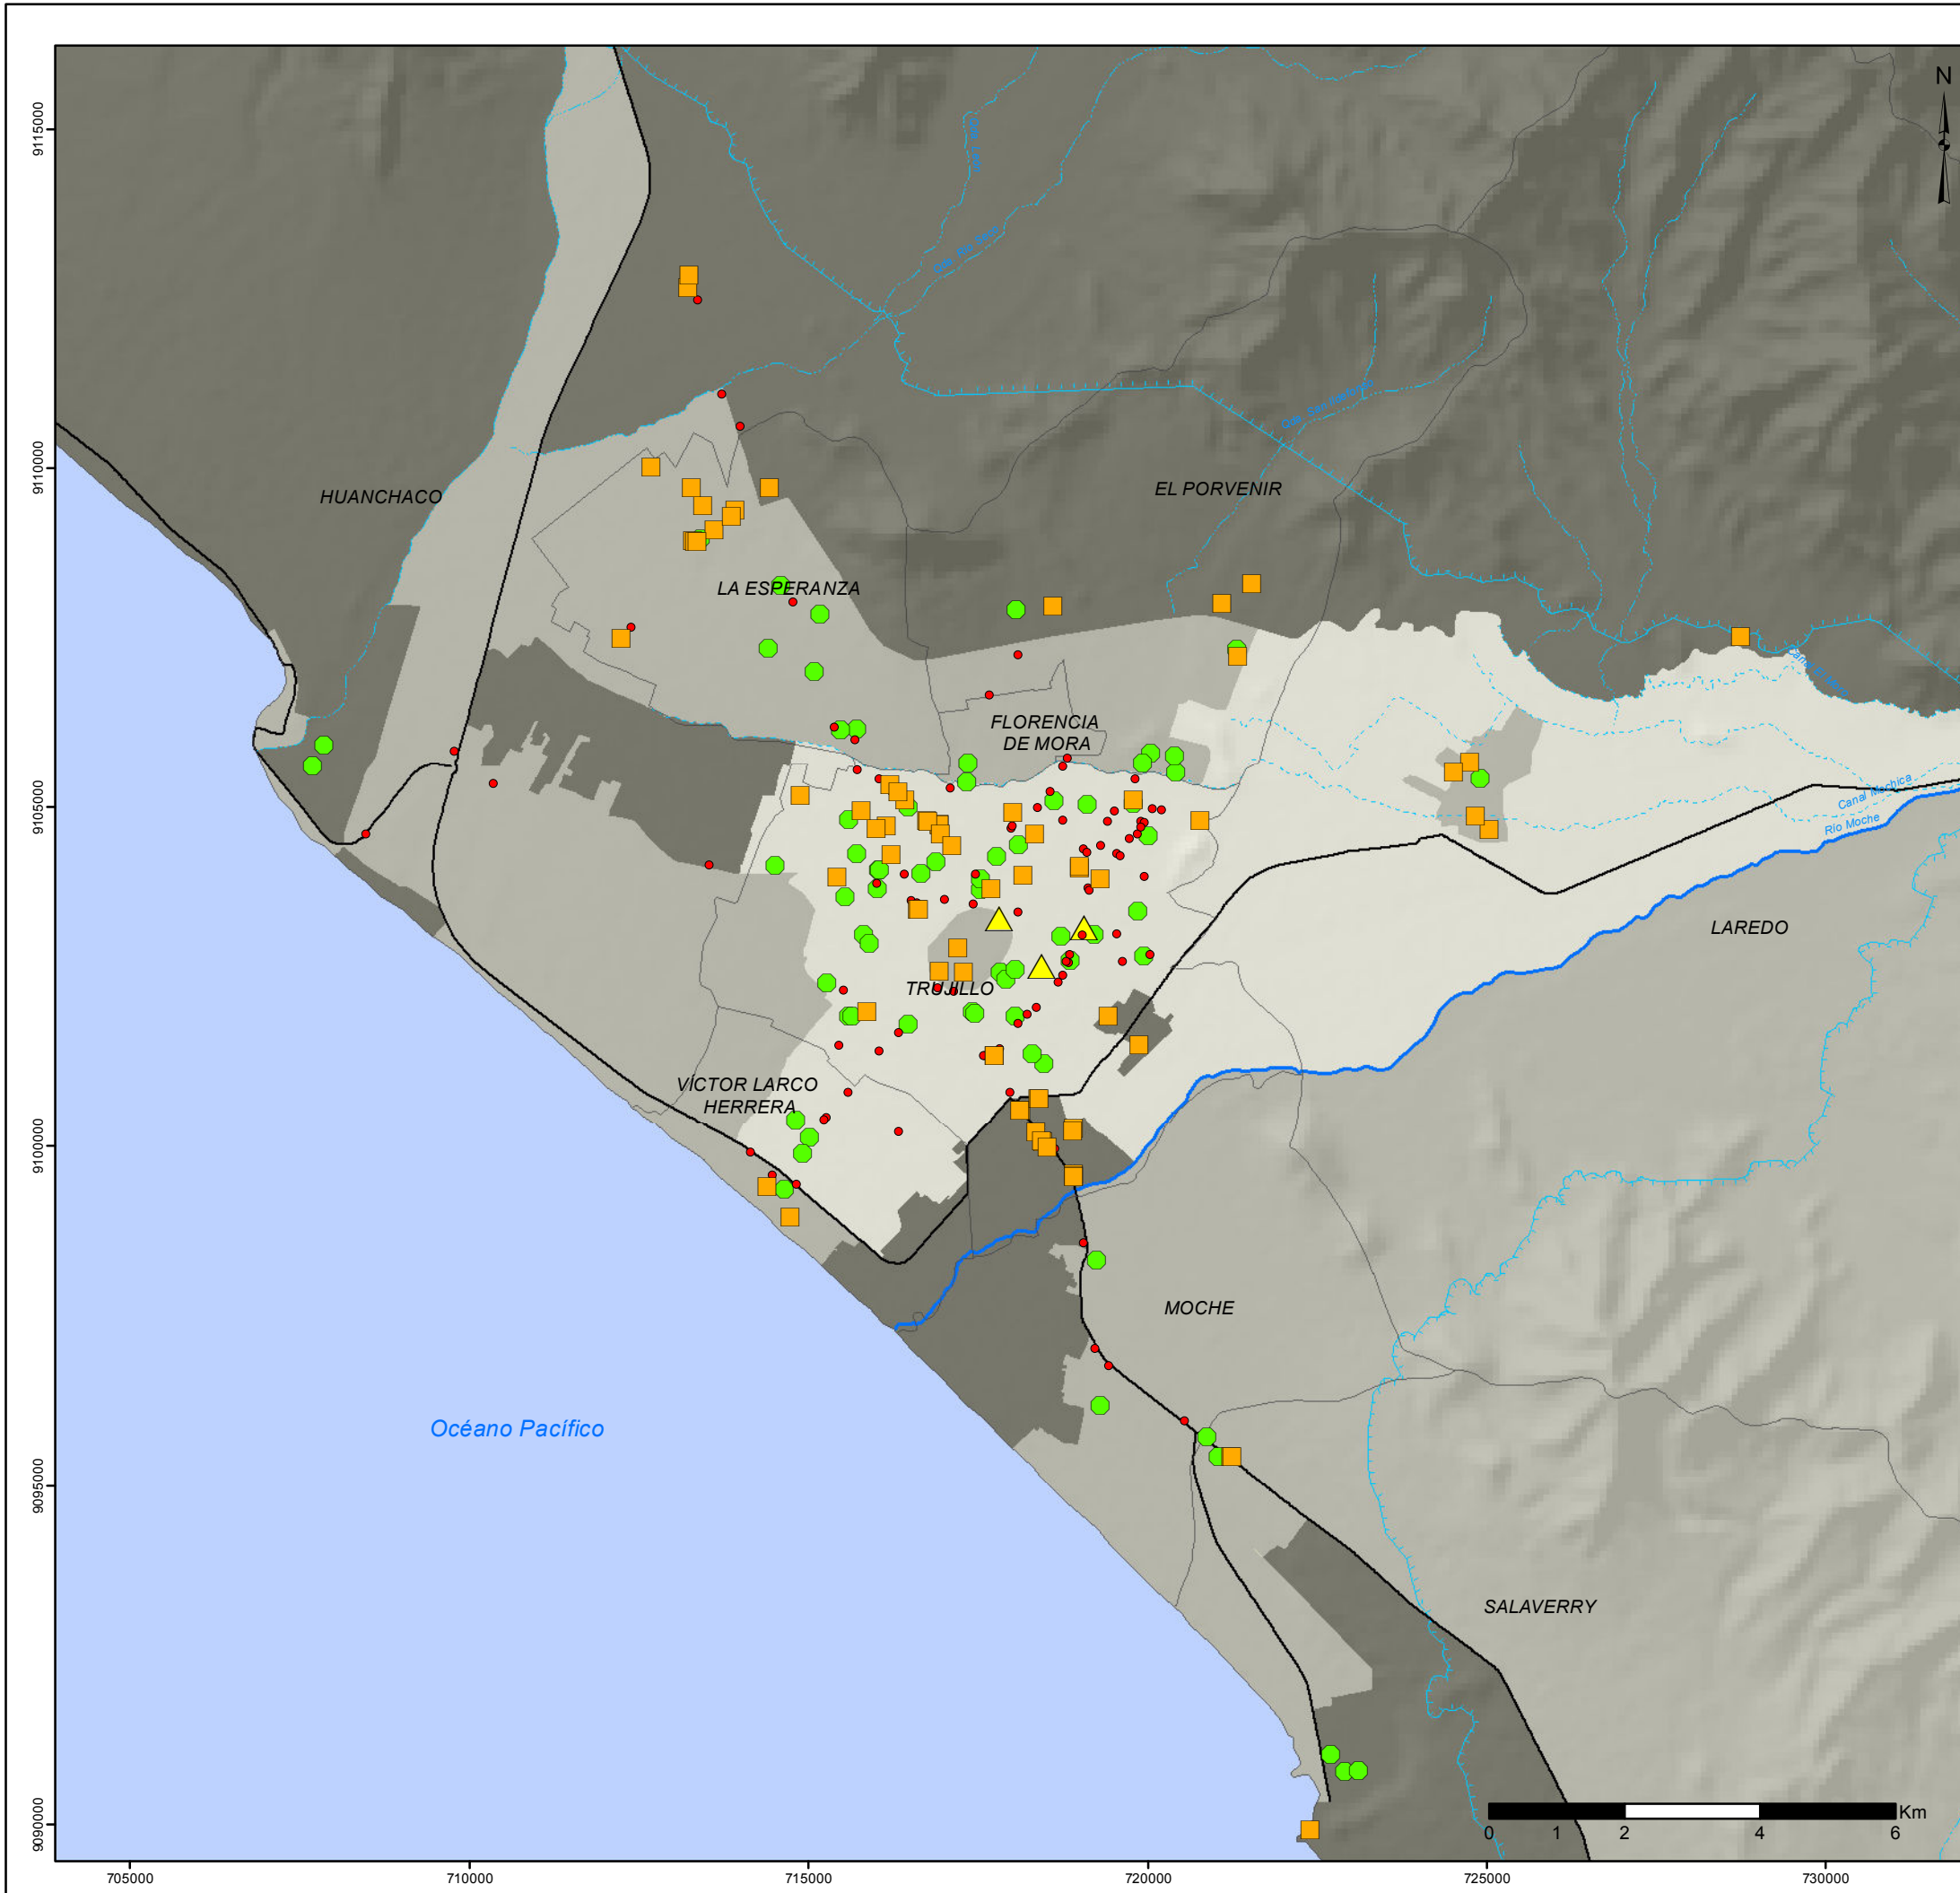 N
9115000
9110000
9105000
9100000
9095000
9090000
HUANCHACO
EL PORVENIR
LA ESPERANZA
FLORENCIA
DE MORA
Canal Mochica
Río Moche
LAREDO
TRUJILLO
VÍCTOR LARCO
HERRERA
MOCHE
Océano Pacífico
SALAVERRY
Km
0 1 2 4 6
705000 710000 715000 720000 725000 730000